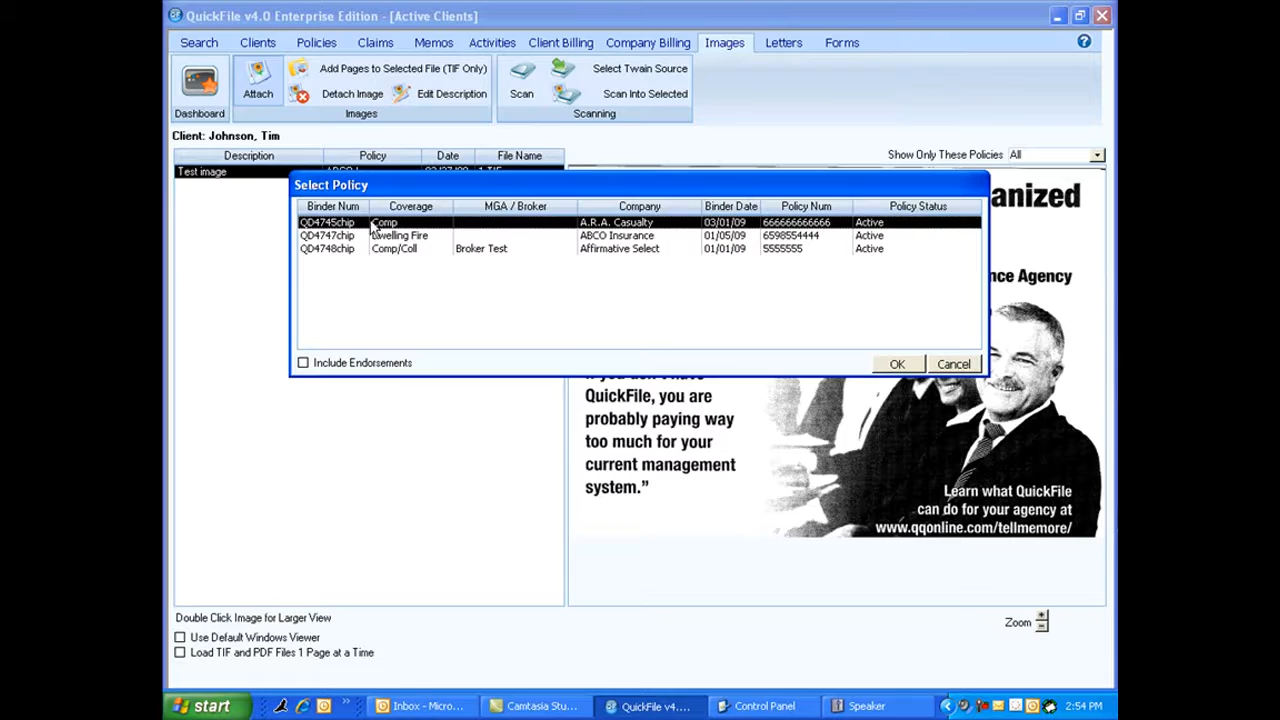 QuickFile v4.0 Enterprise Edition - [Active Clients]
Search Clients Policies Claims Memos Activities Client Billing Company Billing Images Letters Forms
Add Pages to Selected File (TIF Only) Select Twain Source
Attach Detach Image Edit Description Scan Scan Into Selected
Dashboard Images Scanning
Client: Johnson, Tim
Show Only These Policies All
Description Policy Date File Name
Test image
anized
Select Policy
Binder Num Coverage MGA / Broker Company Binder Date Policy Num Policy Status
QD4745chip Comp A.R.A. Casualty 03/01/09 666666666666 Active
QD4747chip Dwelling Fire ABCO Insurance 01/05/09 6598554444 Active
QD4748chip Comp/Coll Broker Test Affirmative Select 01/01/09 5555555 Active
nce Agency
Include Endorsements OK Cancel
QuickFile, you are
probably paying way
too much for your
current management
system.”
Learn what QuickFile
can do for your agency at
www.qqonline.com/tellmemore/
Double Click Image for Larger View
Zoom
Use Default Windows Viewer
Load TIF and PDF Files 1 Page at a Time
start Inbox - Micro... Camtasia Stu... QuickFile v4.... Control Panel Speaker 2:54 PM